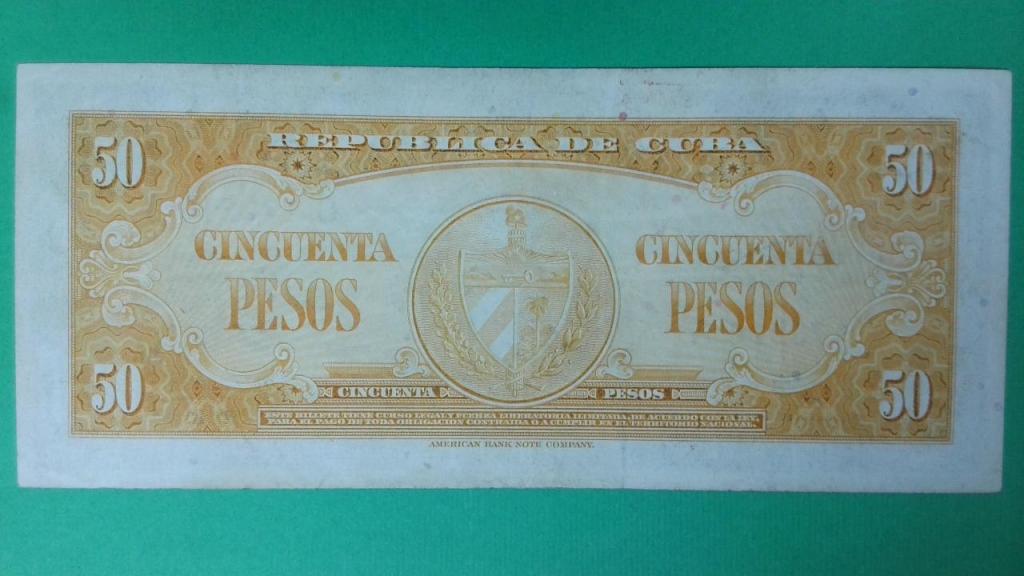 REPUBLICA DE CUBA
50
50
CINCUENTA
PESOS
CINCUENTA
PESOS
50
50
CINCUENTA PESOS
ESTE BILLETE TIENE CURSO LEGAL Y FUERZA LIBERATORIA ILIMITADA, DE ACUERDO CON LA LEY,
PARA EL PAGO DE TODA OBLIGACION CONTRAIDA O A CUMPLIR EN EL TERRITORIO NACIONAL.
AMERICAN BANK NOTE COMPANY.